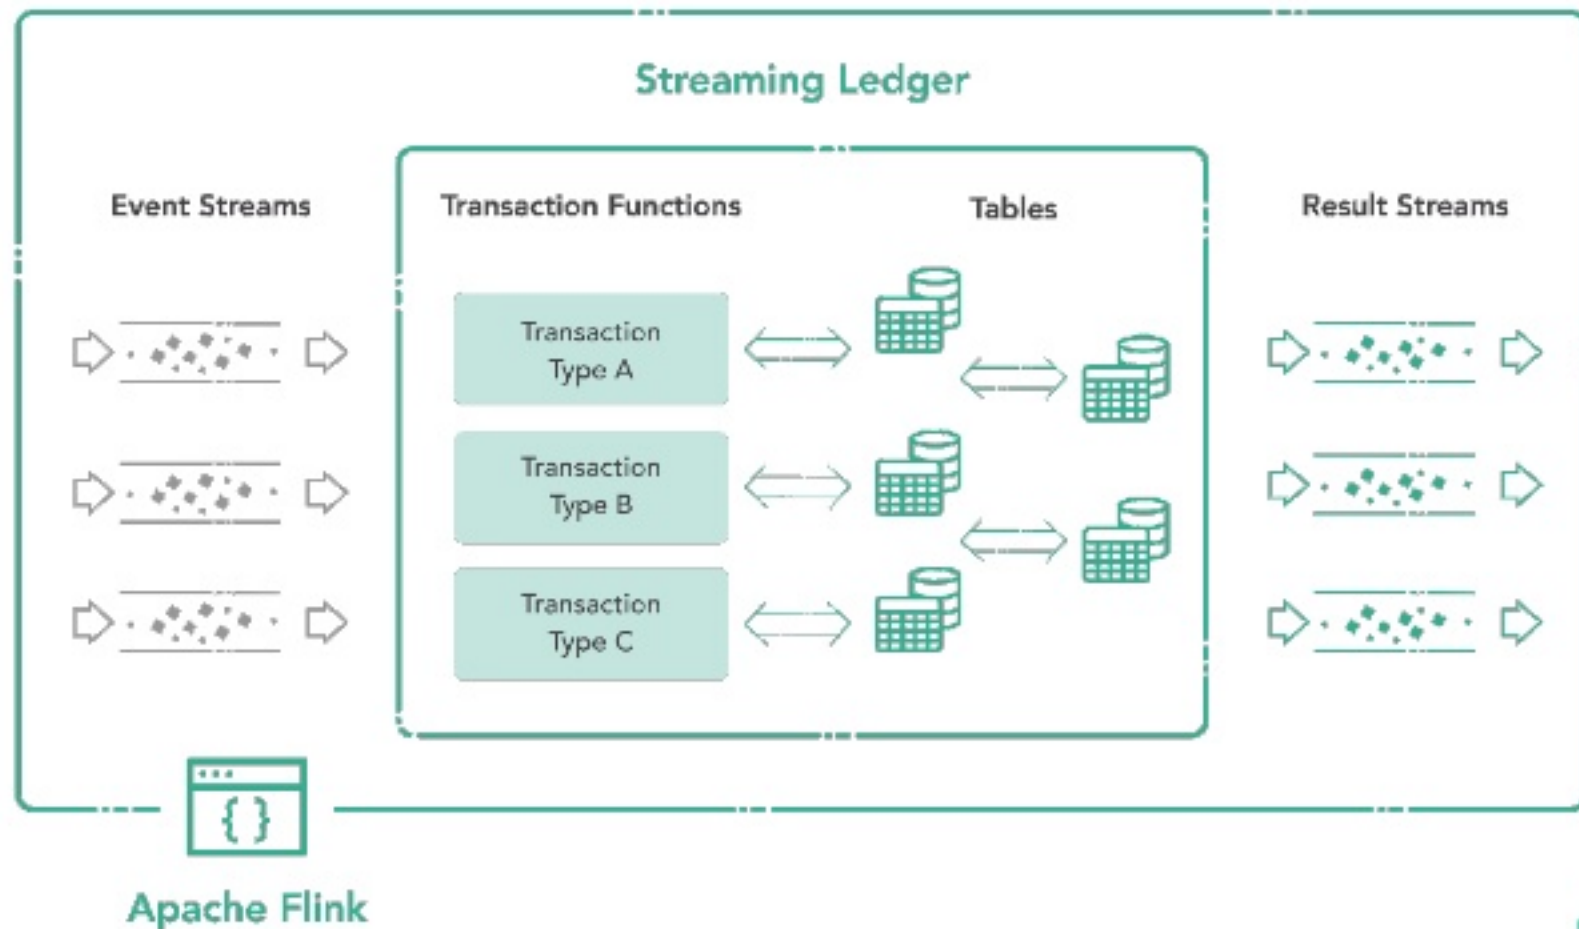 Streaming Ledger
Event Streams
Transaction Functions
Tables
Result Streams
Transaction
Type A
Transaction
Type B
Transaction
Type C
{ }
Apache Flink